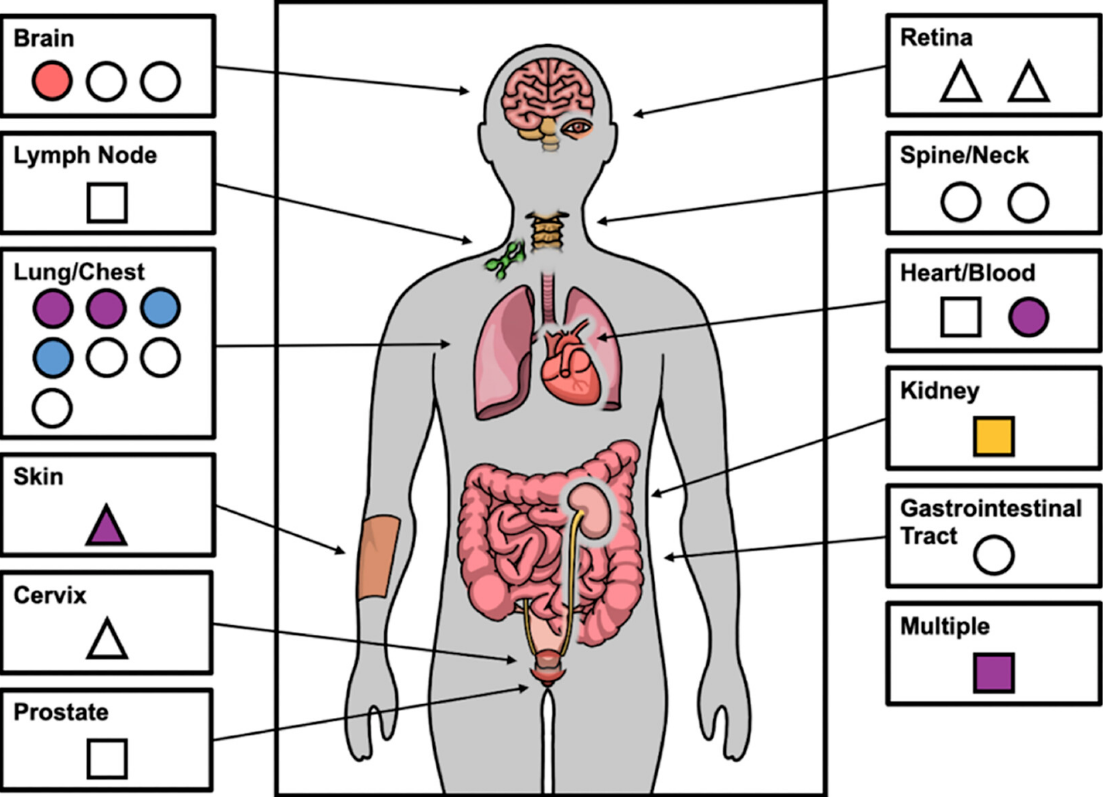 Brain
Lymph Node
Lung/Chest
Skin
Cervix
Prostate
Retina
Spine/Neck
Heart/Blood
Kidney
Gastrointestinal
Tract
Multiple